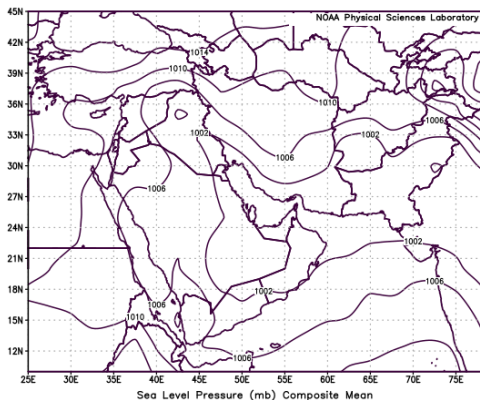 NOAA Physical Sciences Laboratory
45N
42N
1014
1010
39N
36N
1010
1006
33N
1002
1002
1006
30N
1006
27N
24N
1002
21N
1006
18N
1002
1006
15N
1010
12N
1006
25E 30E 35E 40E 45E 50E 55E 60E 65E 70E 75E
Sea Level Pressure (mb) Composite Mean